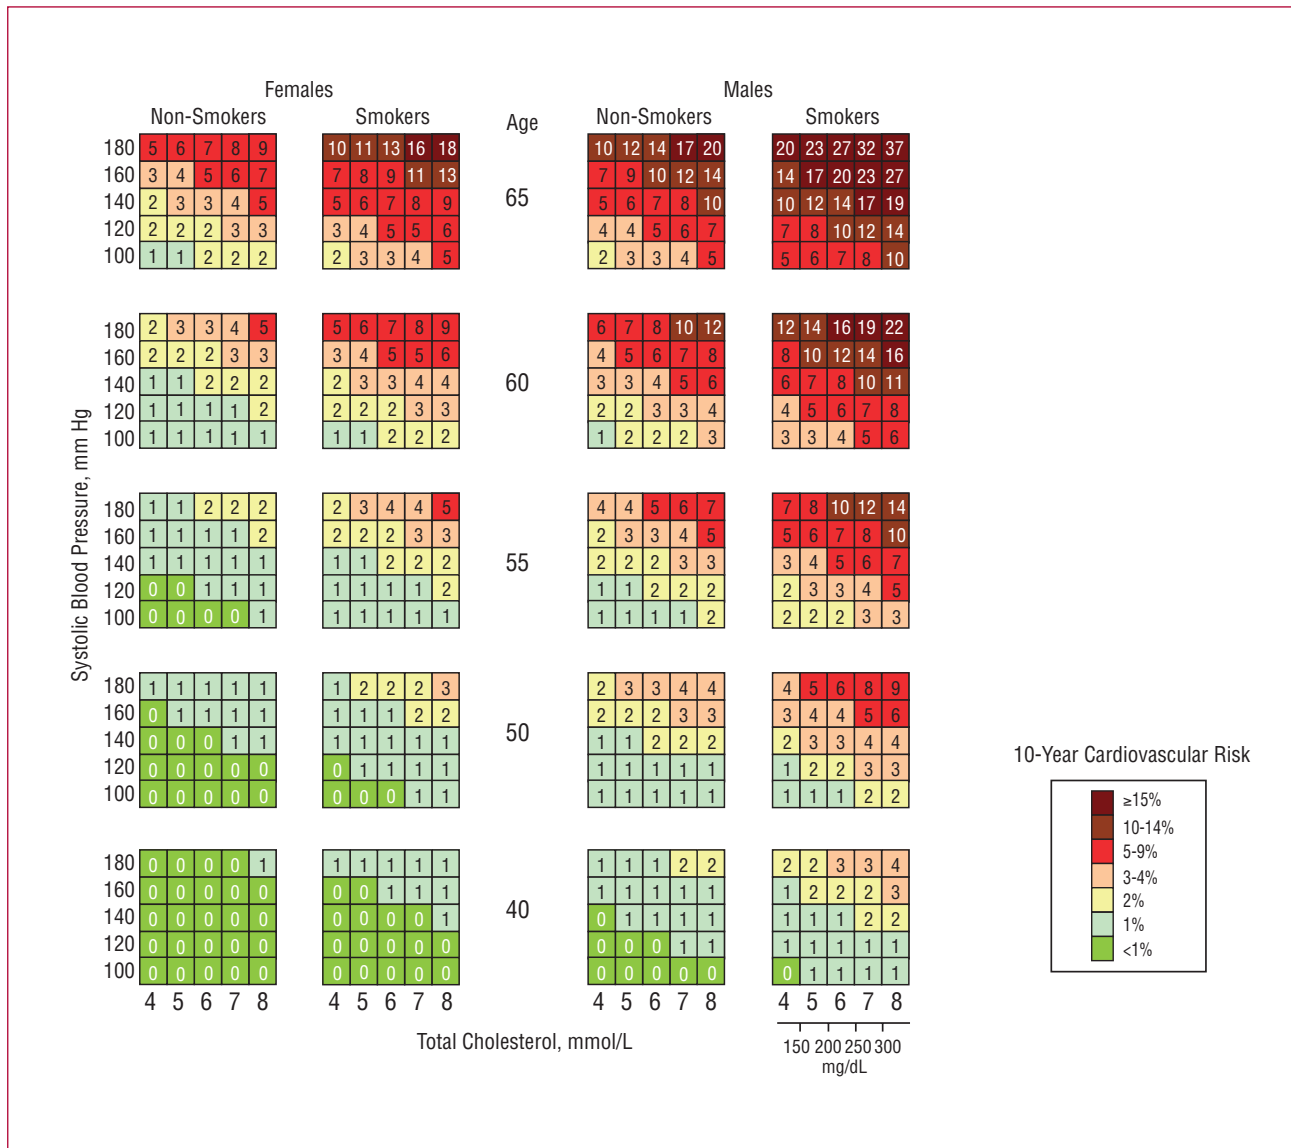 Females Males
Non-Smokers Smokers Age Non-Smokers Smokers
180 5 6 7 8 9 10 11 13 16 18 10 12 14 17 20 20 23 27 32 37
160 3 4 5 6 7 7 8 9 11 13 7 9 10 12 14 14 17 20 23 27
140 2 3 3 4 5 5 6 7 8 9 65 5 6 7 8 10 10 12 14 17 19
120 2 2 2 3 3 3 4 5 5 6 4 4 5 6 7 7 8 10 12 14
100 1 1 2 2 2 2 3 3 4 5 2 3 3 4 5 5 6 7 8 10
180 2 3 3 4 5 5 6 7 8 9 6 7 8 10 12 12 14 16 19 22
160 2 2 2 3 3 3 4 5 5 6 4 5 6 7 8 8 10 12 14 16
140 1 1 2 2 2 2 3 3 4 4 60 3 3 4 5 6 6 7 8 10 11
120 1 1 1 1 2 2 2 2 3 3 2 2 3 3 4 4 5 6 7 8
100 1 1 1 1 1 1 1 2 2 2 1 2 2 2 3 3 3 4 5 6
Systolic Blood Pressure, mm Hg
180 1 1 2 2 2 2 3 4 4 5 4 4 5 6 7 7 8 10 12 14
160 1 1 1 1 2 2 2 2 3 3 2 3 3 4 5 5 6 7 8 10
140 1 1 1 1 1 1 1 2 2 2 55 2 2 2 3 3 3 4 5 6 7
120 0 0 1 1 1 1 1 1 1 2 1 1 2 2 2 2 3 3 4 5
100 0 0 0 0 1 1 1 1 1 1 1 1 1 1 2 2 2 2 3 3
180 1 1 1 1 1 1 2 2 2 3 2 3 3 4 4 4 5 6 8 9
160 0 1 1 1 1 1 1 1 2 2 2 2 2 3 3 3 4 4 5 6
140 0 0 0 1 1 1 1 1 1 1 50 1 1 2 2 2 2 3 3 4 4
120 0 0 0 0 0 0 1 1 1 1 1 1 1 1 1 1 2 2 3 3
100 0 0 0 0 0 0 0 0 1 1 1 1 1 1 1 1 1 1 2 2
180 0 0 0 0 1 1 1 1 1 1 1 1 1 2 2 2 2 3 3 4
160 0 0 0 0 0 0 0 1 1 1 1 1 1 1 1 1 2 2 2 3
140 0 0 0 0 0 0 0 0 0 1 40 0 1 1 1 1 1 1 1 2 2
120 0 0 0 0 0 0 0 0 0 0 0 0 0 1 1 1 1 1 1 1
100 0 0 0 0 0 0 0 0 0 0 0 0 0 0 0 0 1 1 1 1
4 5 6 7 8 4 5 6 7 8 4 5 6 7 8 4 5 6 7 8
Total Cholesterol, mmol/L
150 200 250 300
mg/dL
10-Year Cardiovascular Risk
≥15%
10-14%
5-9%
3-4%
2%
1%
<1%